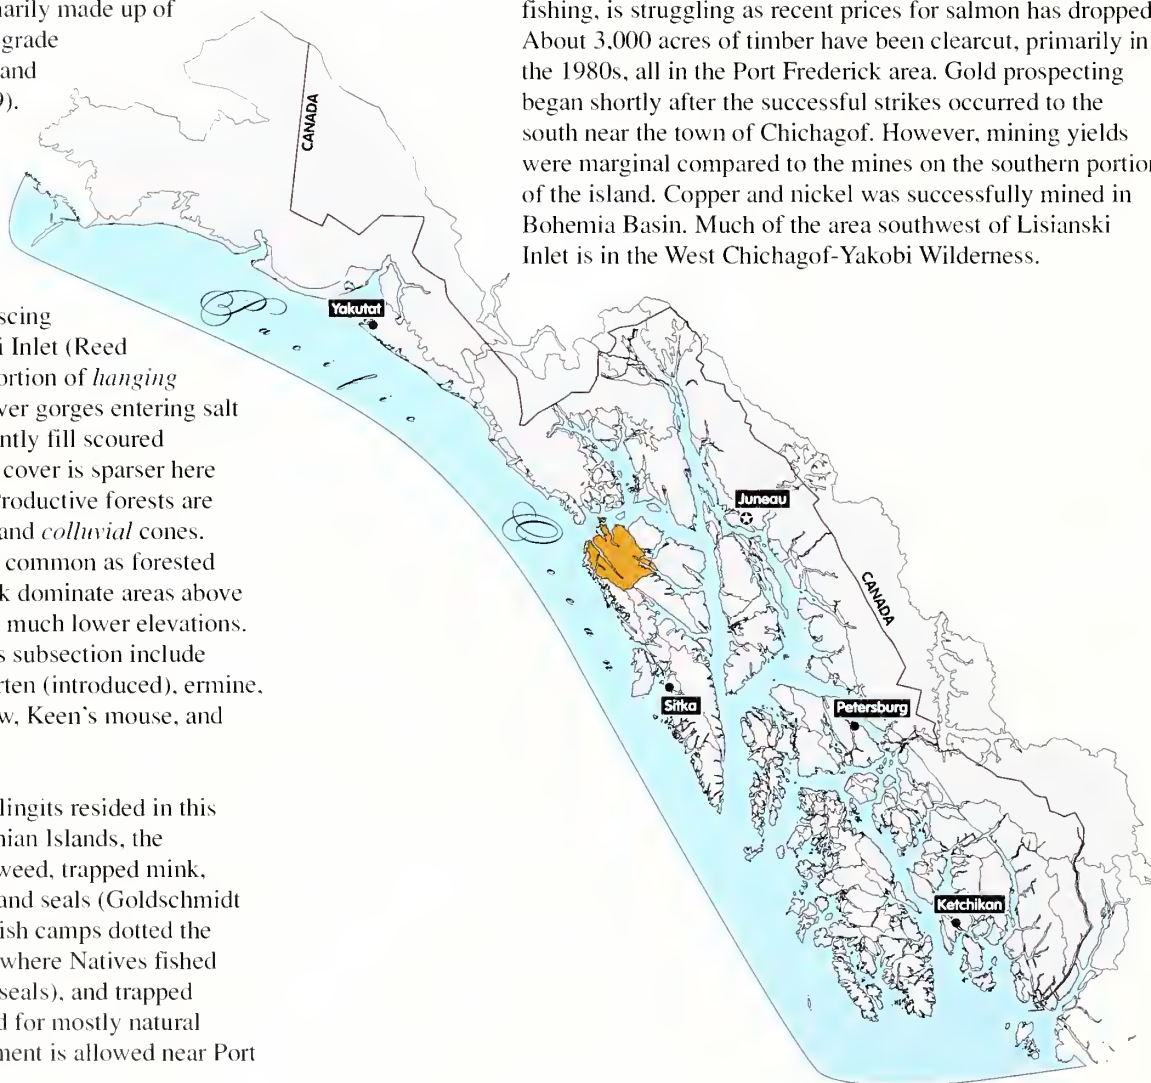 arily made up of
grade
and
9).
scing
i Inlet (Reed
ortion of hanging
ver gorges entering salt
ntly fill scoured
cover is sparser here
Productive forests are
and colluvial cones.
common as forested
k dominate areas above
much lower elevations.
s subsection include
rten (introduced), ermine,
w, Keen's mouse, and
lingits resided in this
nian Islands, the
weed, trapped mink,
and seals (Goldschmidt
ish camps dotted the
where Natives fished
seals), and trapped
d for mostly natural
ment is allowed near Port
fishing, is struggling as recent prices for salmon has dropped
About 3,000 acres of timber have been clearcut, primarily in
the 1980s, all in the Port Frederick area. Gold prospecting
began shortly after the successful strikes occurred to the
south near the town of Chichagof. However, mining yields
were marginal compared to the mines on the southern portion
of the island. Copper and nickel was successfully mined in
Bohemia Basin. Much of the area southwest of Lisianski
Inlet is in the West Chichagof-Yakobi Wilderness.
CANADA
Yakutat
Pacific
Ocean
Juneau
CANADA
Sitka
Petersburg
Ketchikan